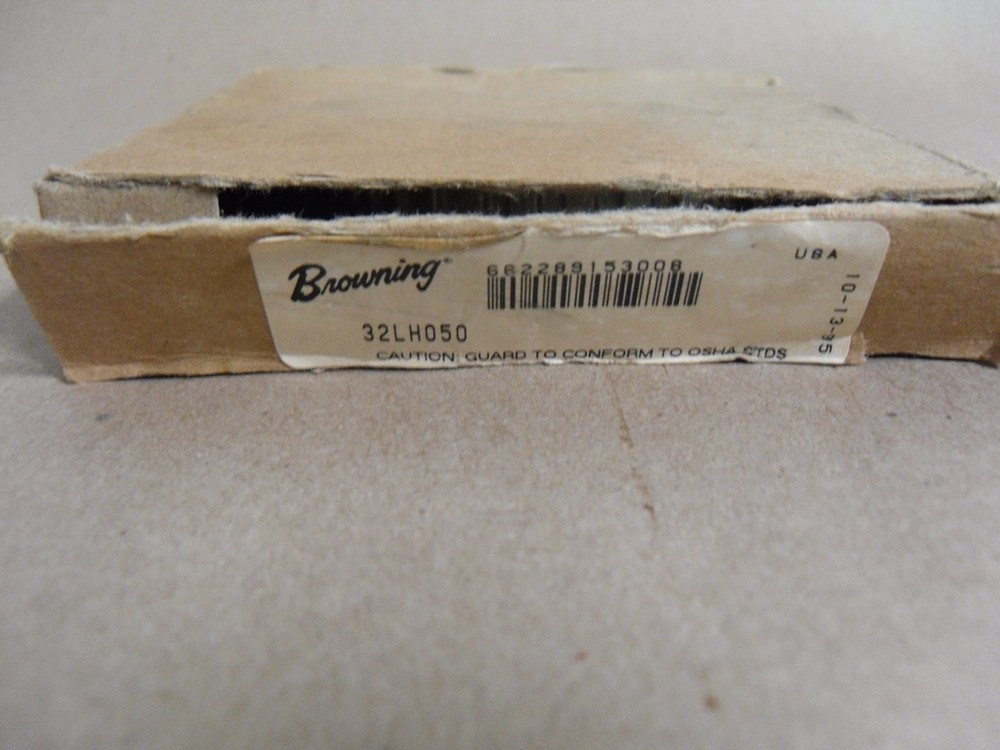 Browning®
662289153008
USA
32LH050
10-13-95
CAUTION: GUARD TO CONFORM TO OSHA STDS